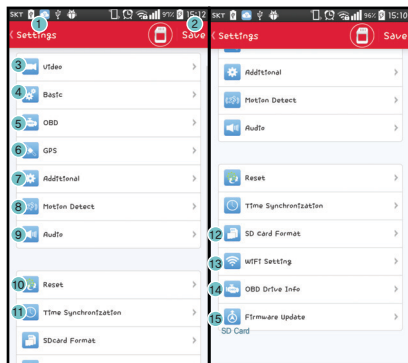 SKT 97% 15:12
1 2
Settings Save
3 Video
4 Basic
5 OBD
6 GPS
7 Additional
8 Motion Detect
9 Audio
10 Reset
11 Time Synchronization
SDcard Format
SKT 96% 15:10
Settings Save
Additional
Motion Detect
Audio
Reset
Time Synchronization
12 SD Card Format
13 WIFI Setting
14 OBD Drive Info
15 Firmware Update
SD Card